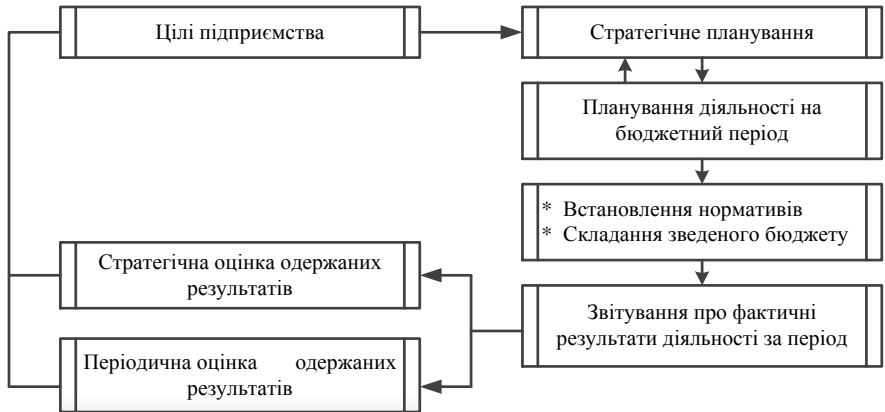 Цілі підприємства
Стратегічне планування
Планування діяльності на
бюджетний період
* Встановлення нормативів
* Складання зведеного бюджету
Стратегічна оцінка одержаних
результатів
Звітування про фактичні
результати діяльності за період
Періодична оцінка одержаних
результатів